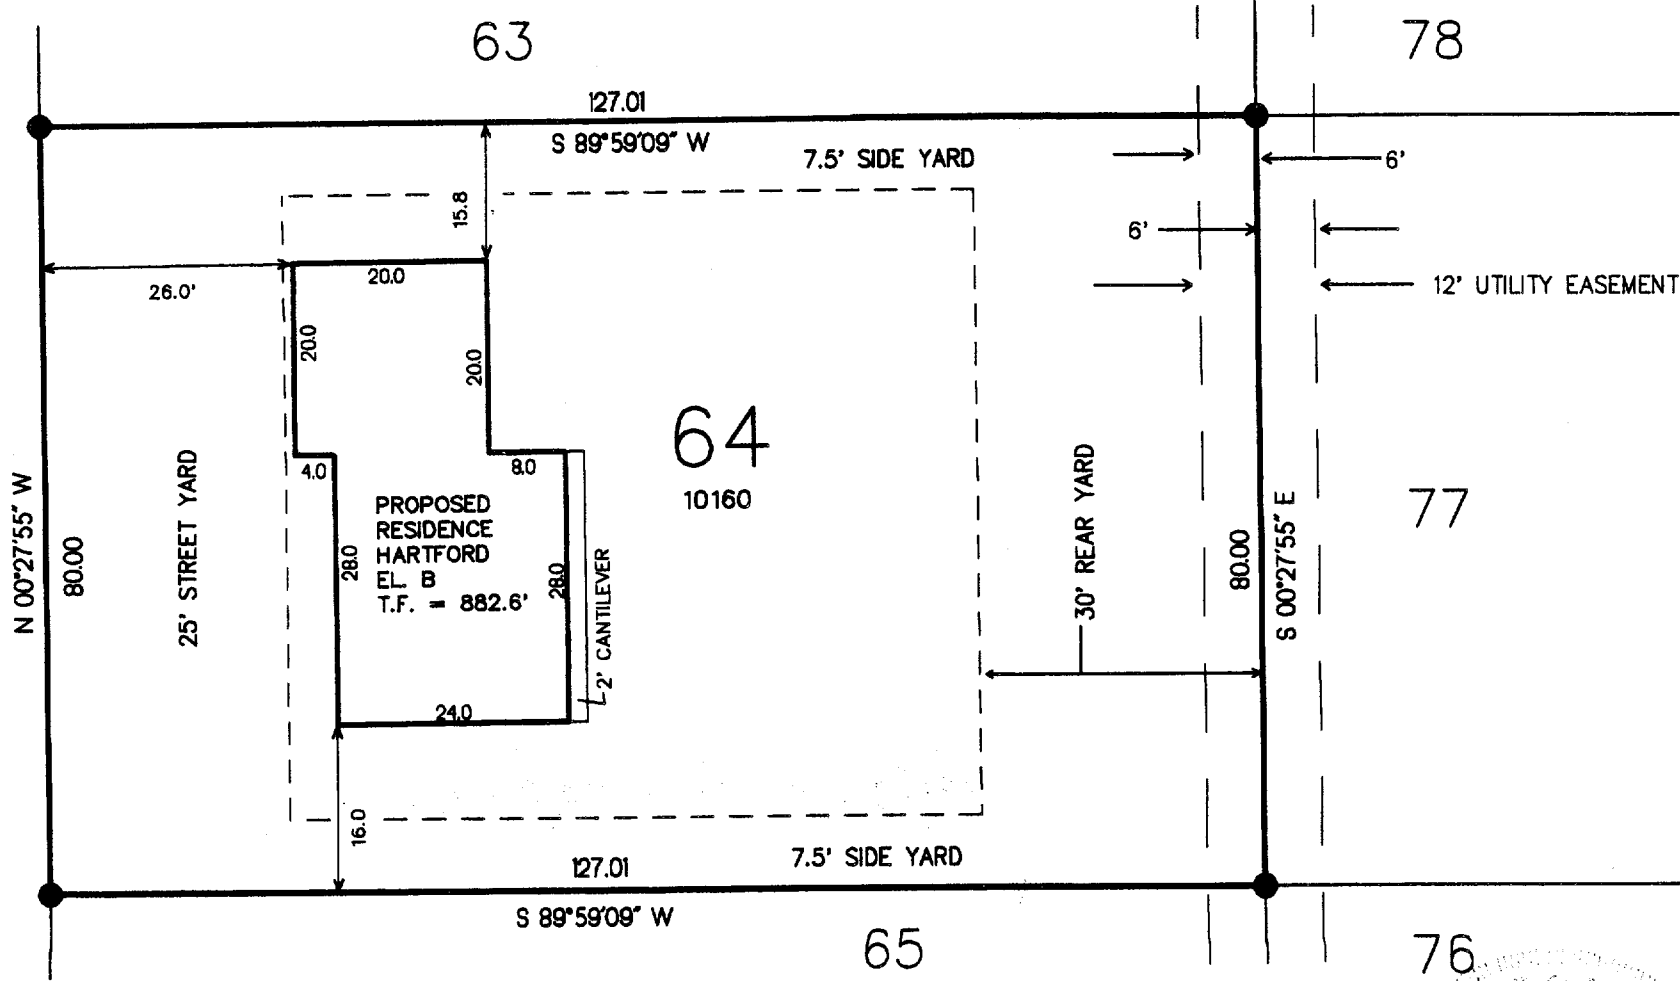 63
78
127.01
S 89°59'09" W
7.5' SIDE YARD
6'
15.8
6'
20.0
26.0'
12' UTILITY EASEMENT
20.0
20.0
64
10160
4.0
8.0
PROPOSED
RESIDENCE
HARTFORD
EL. B
T.F. = 882.6'
28.0
28.0
2' CANTILEVER
N 00°27'55" W
80.00
25' STREET YARD
30' REAR YARD
80.00
S 00°27'55" E
77
24.0
16.0
127.01
7.5' SIDE YARD
S 89°59'09" W
65
76